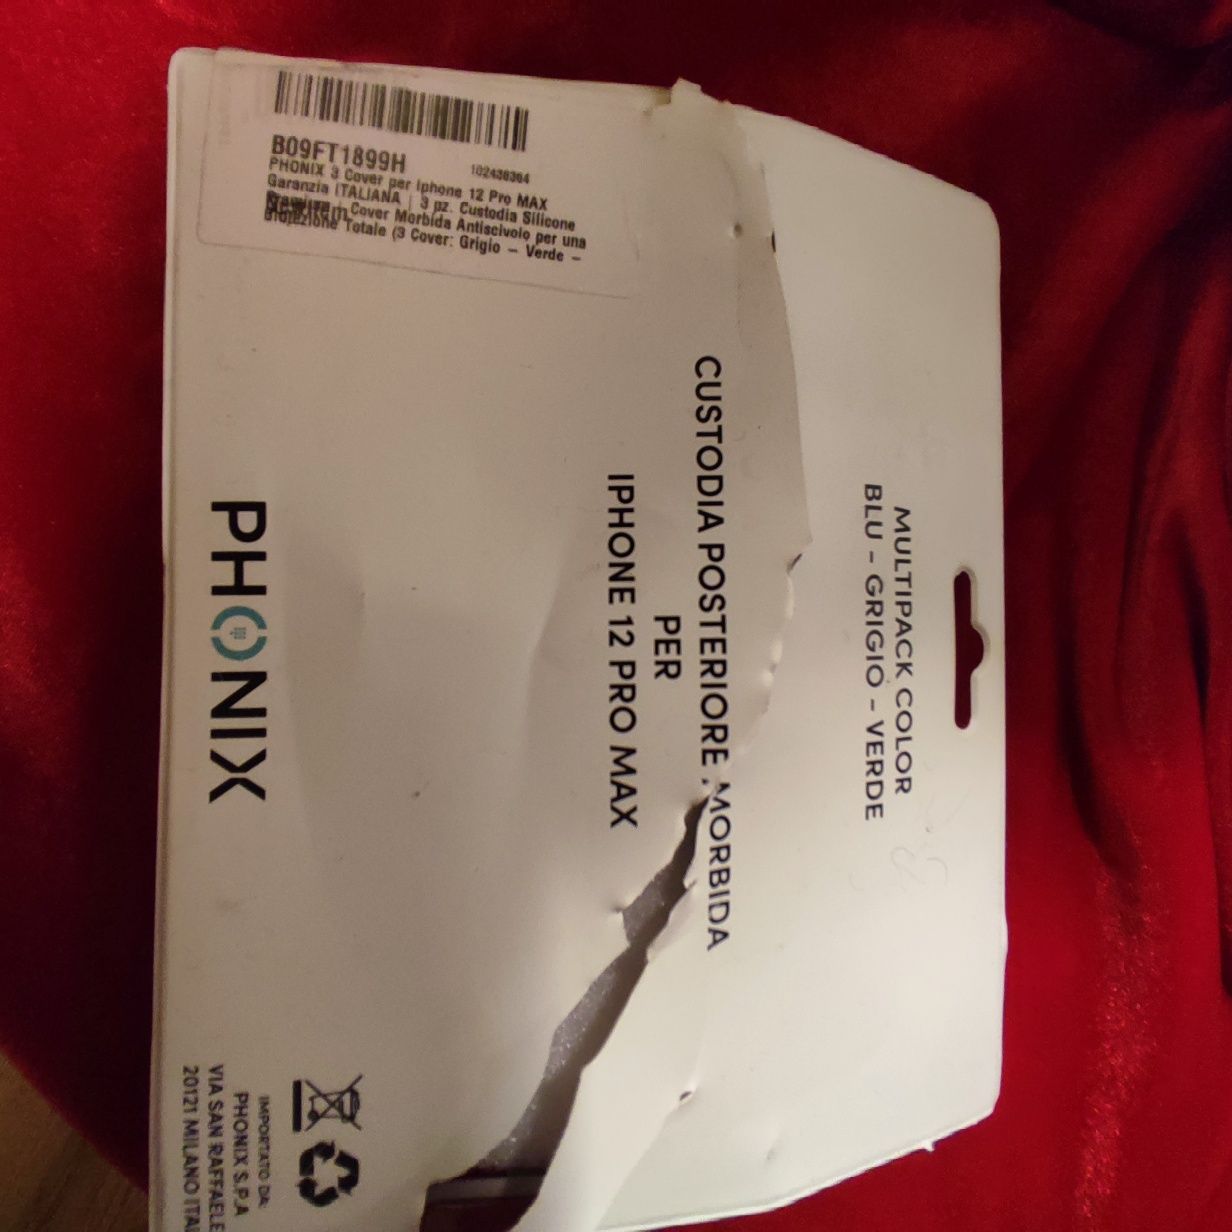 MULTIPACK COLOR
BLU - GRIGIO - VERDE
CUSTODIA POSTERIORE MORBIDA
PER
IPHONE 12 PRO MAX
PHONIX
B09FT1899H
102436364
PHONIX 3 Cover per Iphone 12 Pro MAX
Garanzia ITALIANA | 3 pz. Custodia Silicone
Cover Morbida Antiscivolo per una
Totale (3 Cover: Grigio – Verde –
IMPORTATO DA:
PHONIX S.P.A
VIA SAN RAFFAELE
20121 MILANO ITA